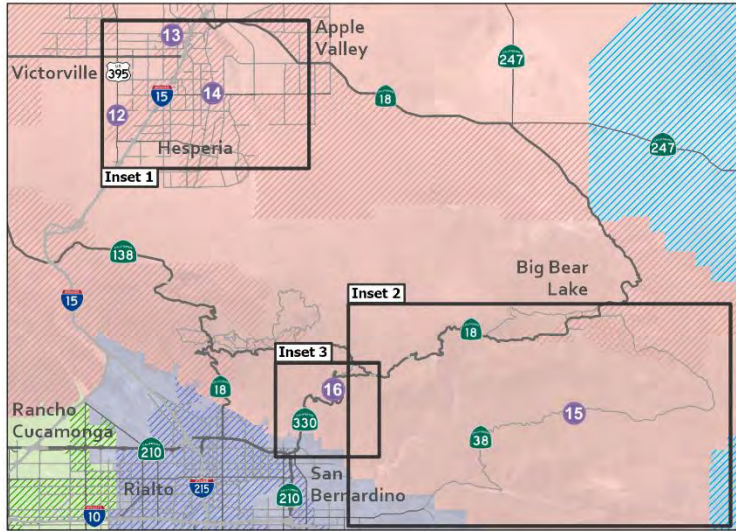 13
Apple
Valley
Victorville
U S
395
15
14
12
Hesperia
Inset 1
18
247
247
138
15
Big Bear
Lake
Inset 2
18
Inset 3
16
18
330
15
38
Rancho
Cucamonga
210
Rialto
215
San
Bernardino
210
10